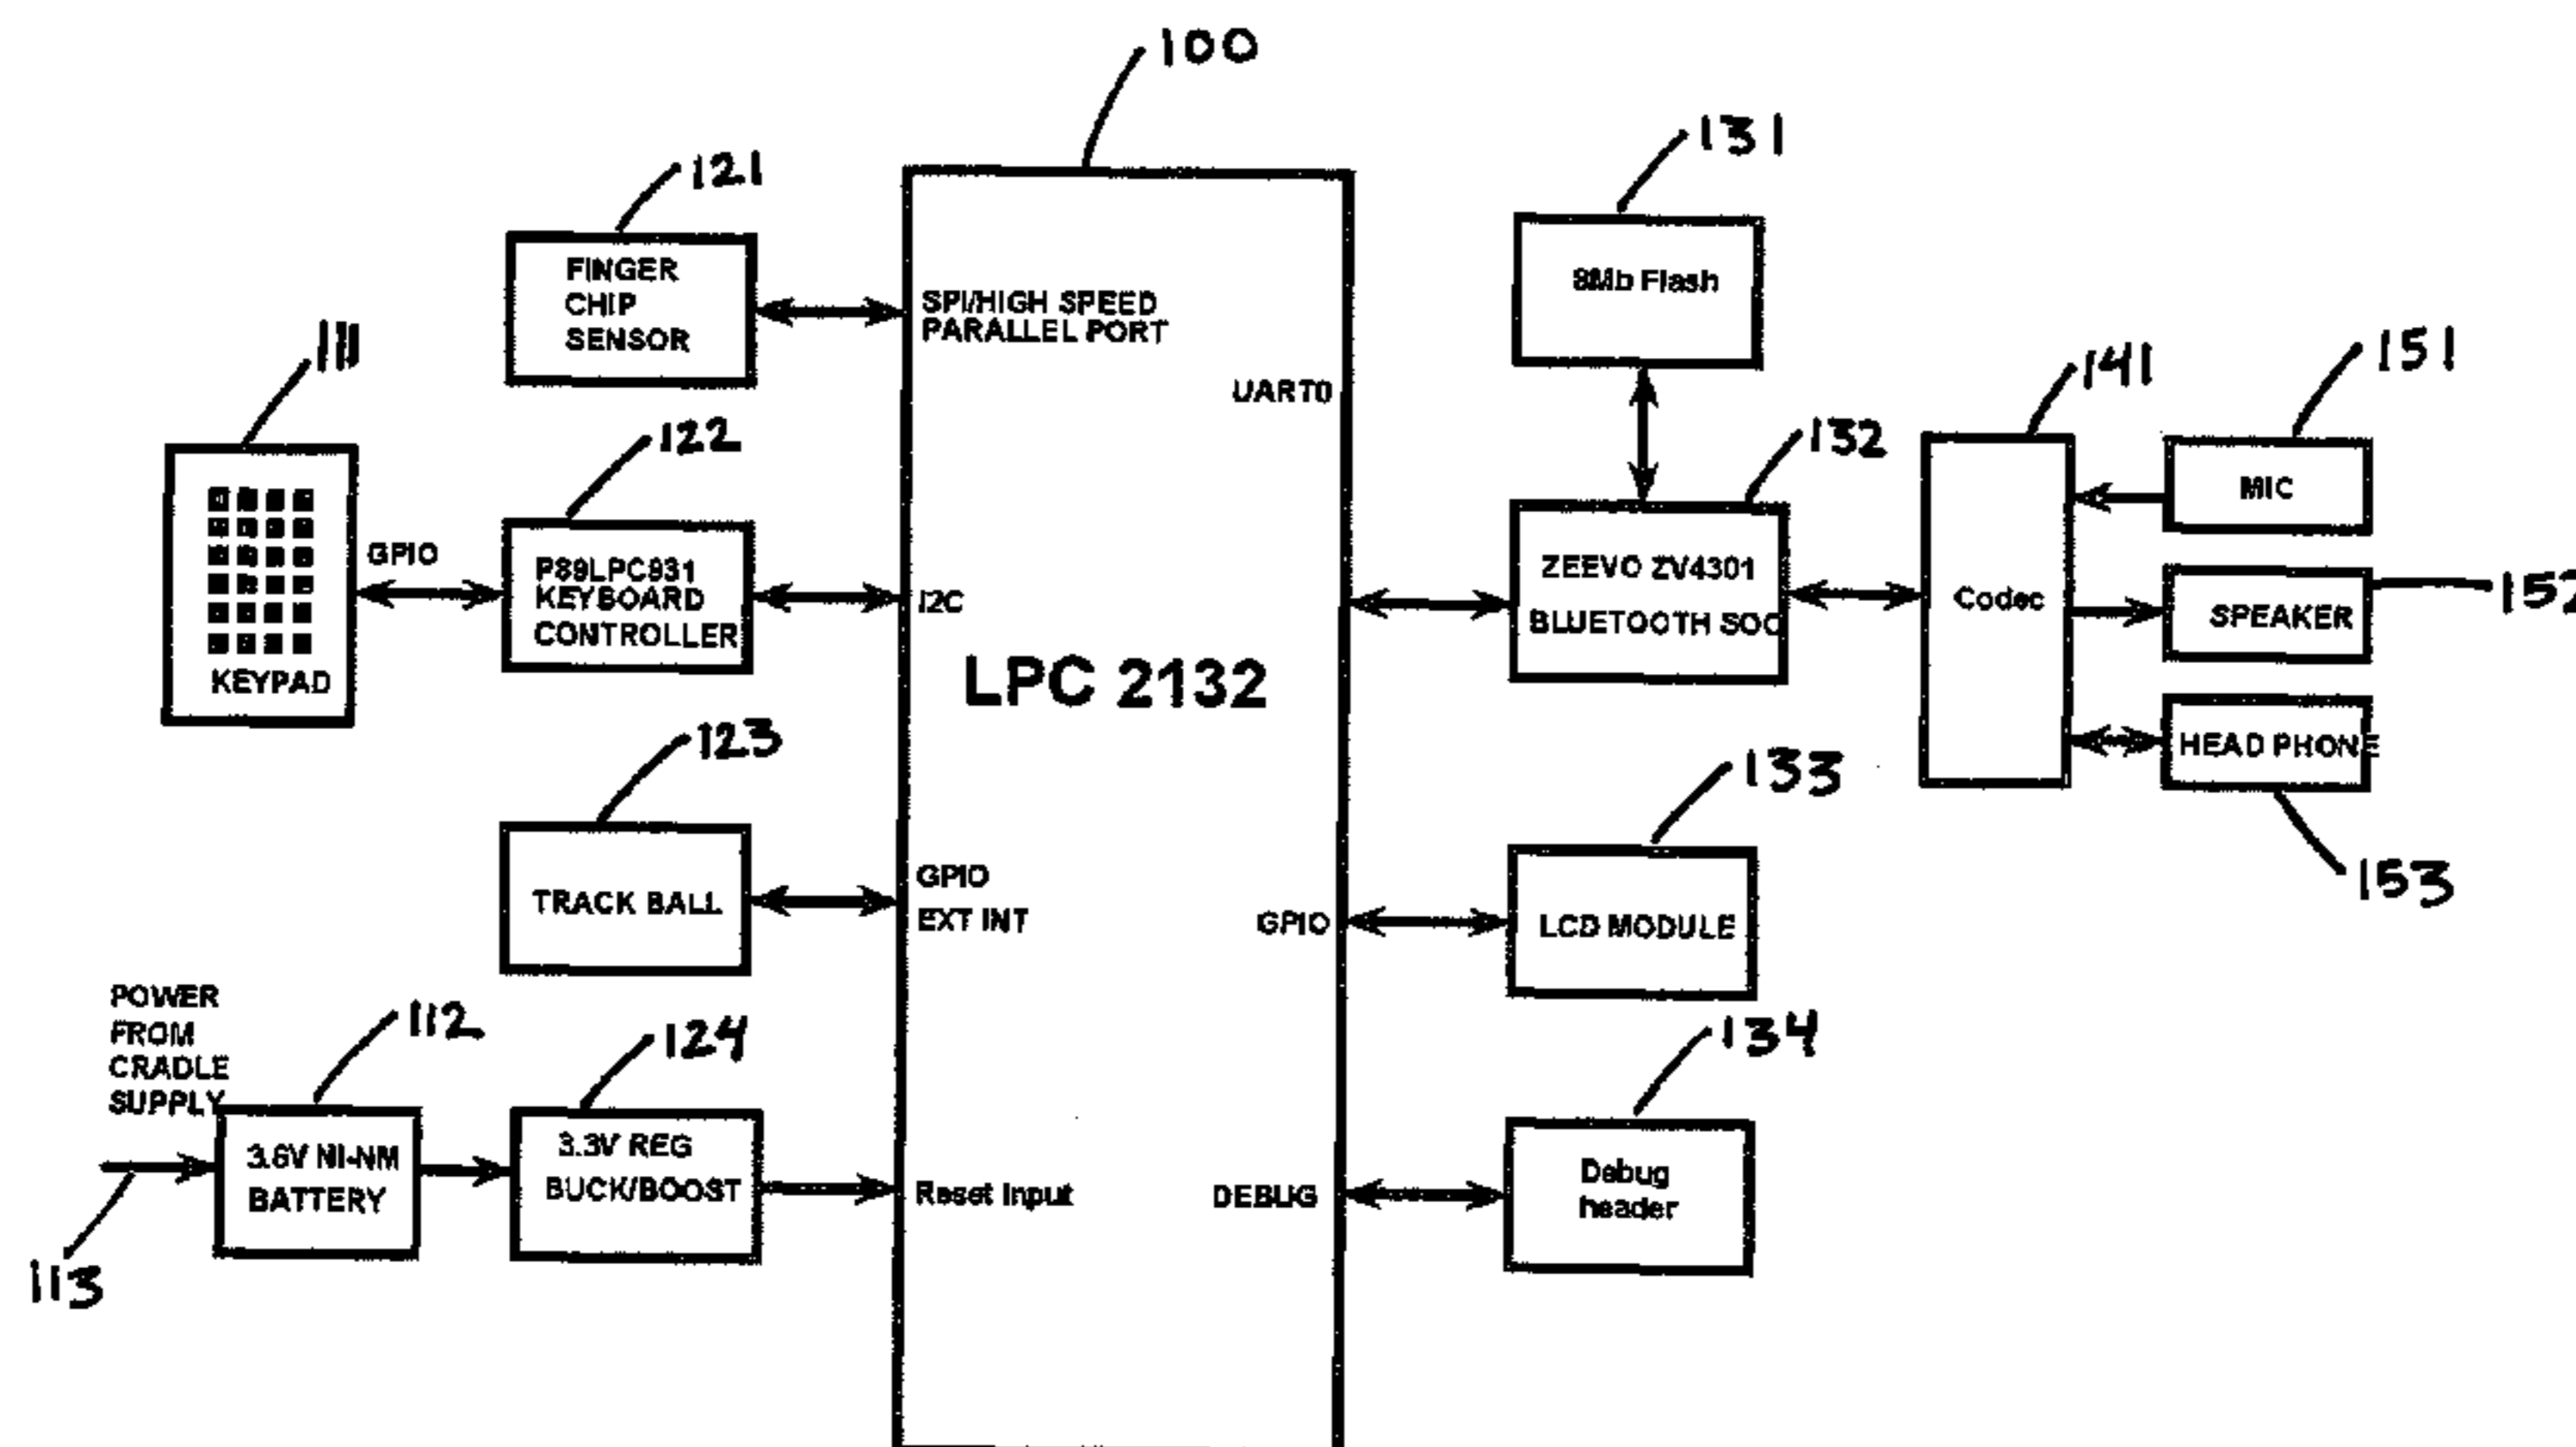 100
131
121
FINGER
CHIP
SENSOR
SPI/HIGH SPEED
PARALLEL PORT
8Mb Flash
UART0
111
141
151
122
132
MIC
GPIO
P89LPC931
KEYBOARD
CONTROLLER
I2C
ZEEVO ZV4301
BLUETOOTH SOC
Codec
SPEAKER
152
KEYPAD
LPC 2132
123
133
HEAD PHONE
153
TRACK BALL
GPIO
EXT INT
GPIO
LCD MODULE
POWER
FROM
CRADLE
SUPPLY
112
124
134
3.6V NI-NM
BATTERY
3.3V REG
BUCK/BOOST
Reset Input
DEBUG
Debug
header
113